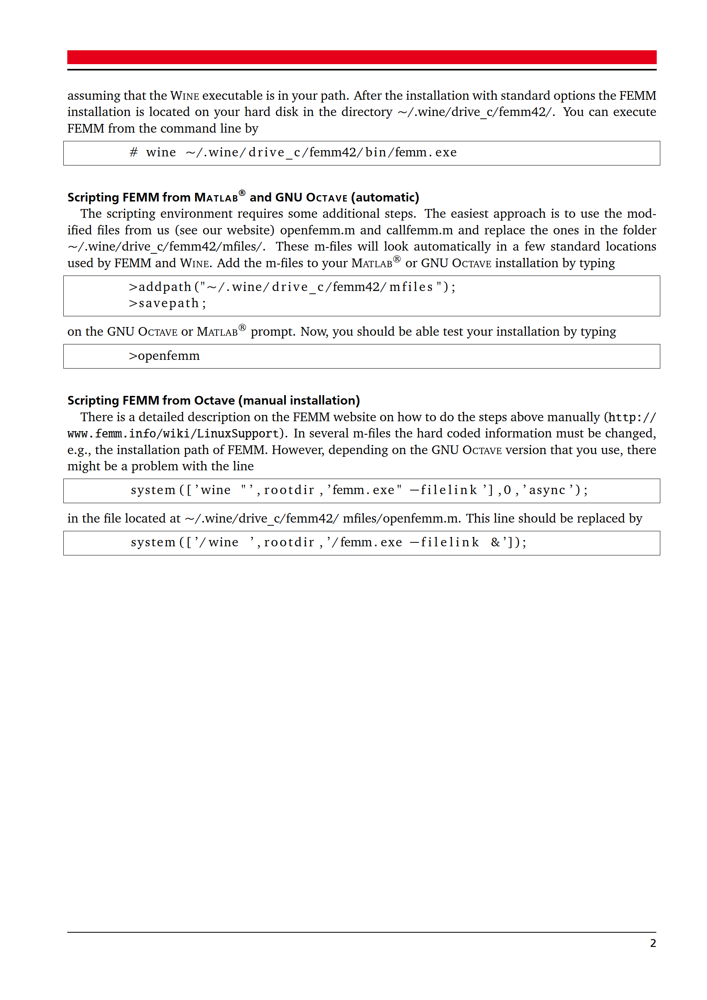 assuming that the WINE executable is in your path. After the installation with standard options the FEMM
installation is located on your hard disk in the directory ~/.wine/drive_c/femm42/. You can execute
FEMM from the command line by
# wine ~/.wine/drive_c/femm42/bin/femm.exe
Scripting FEMM from MATLAB® and GNU OCTAVE (automatic)
The scripting environment requires some additional steps. The easiest approach is to use the mod-
ified files from us (see our website) openfemm.m and callfemm.m and replace the ones in the folder
~/.wine/drive_c/femm42/mfiles/. These m-files will look automatically in a few standard locations
used by FEMM and WINE. Add the m-files to your MATLAB® or GNU OCTAVE installation by typing
>addpath("~/.wine/drive_c/femm42/mfiles");
>savepath;
on the GNU OCTAVE or MATLAB® prompt. Now, you should be able test your installation by typing
>openfemm
Scripting FEMM from Octave (manual installation)
There is a detailed description on the FEMM website on how to do the steps above manually (http://
www.femm.info/wiki/LinuxSupport). In several m-files the hard coded information must be changed,
e.g., the installation path of FEMM. However, depending on the GNU OCTAVE version that you use, there
might be a problem with the line
system(['wine "',rootdir,'femm.exe" −filelink'],0,'async');
in the file located at ~/.wine/drive_c/femm42/ mfiles/openfemm.m. This line should be replaced by
system(['/wine ',rootdir,'/femm.exe −filelink &']);
2